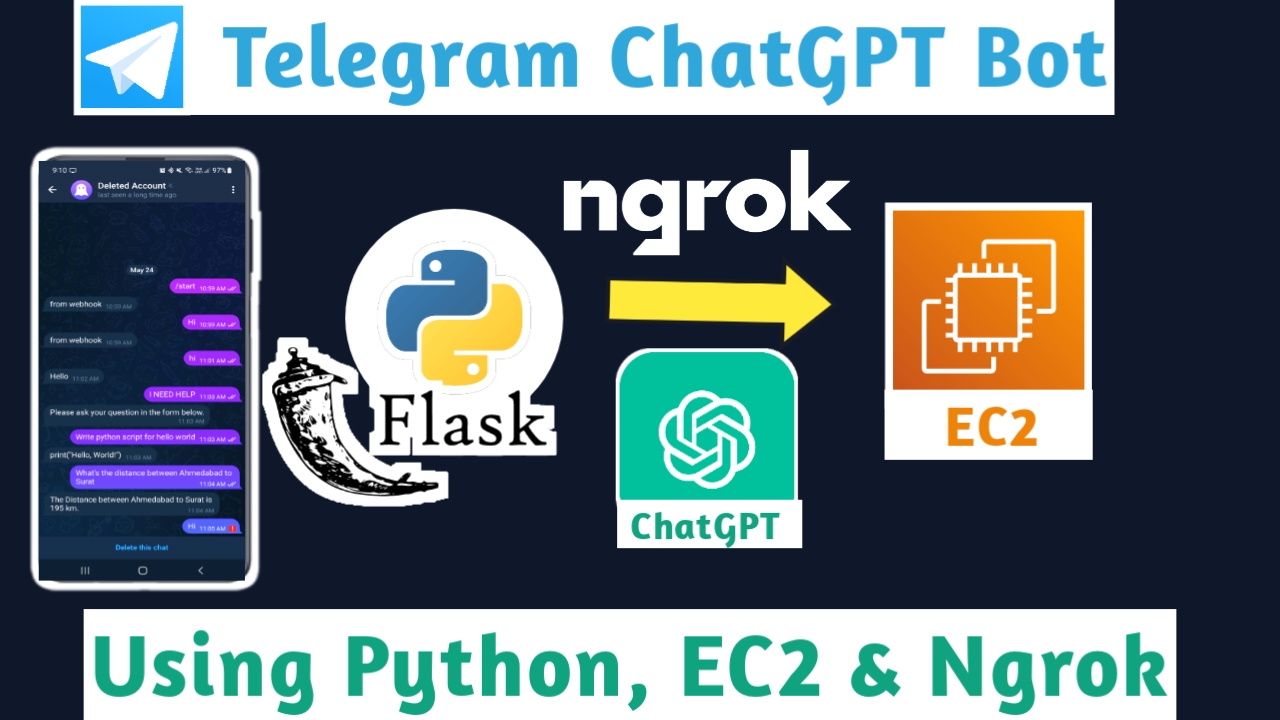 Telegram ChatGPT Bot
9:10
97%
Deleted Account
last seen a long time ago
May 24
/start 10:59 AM
from webhook 10:59 AM
Hi 10:59 AM
from webhook 10:59 AM
hi 11:01 AM
Hello 11:02 AM
I NEED HELP 11:03 AM
Please ask your question in the form below.
11:03 AM
Write python script for hello world 11:03 AM
print("Hello, World!") 11:03 AM
What's the distance between Ahmedabad to
Surat 11:04 AM
The Distance between Ahmedabad to Surat is
195 km. 11:04 AM
Hi 11:05 AM
Delete this chat
Flask
ngrok
ChatGPT
EC2
Using Python, EC2 & Ngrok